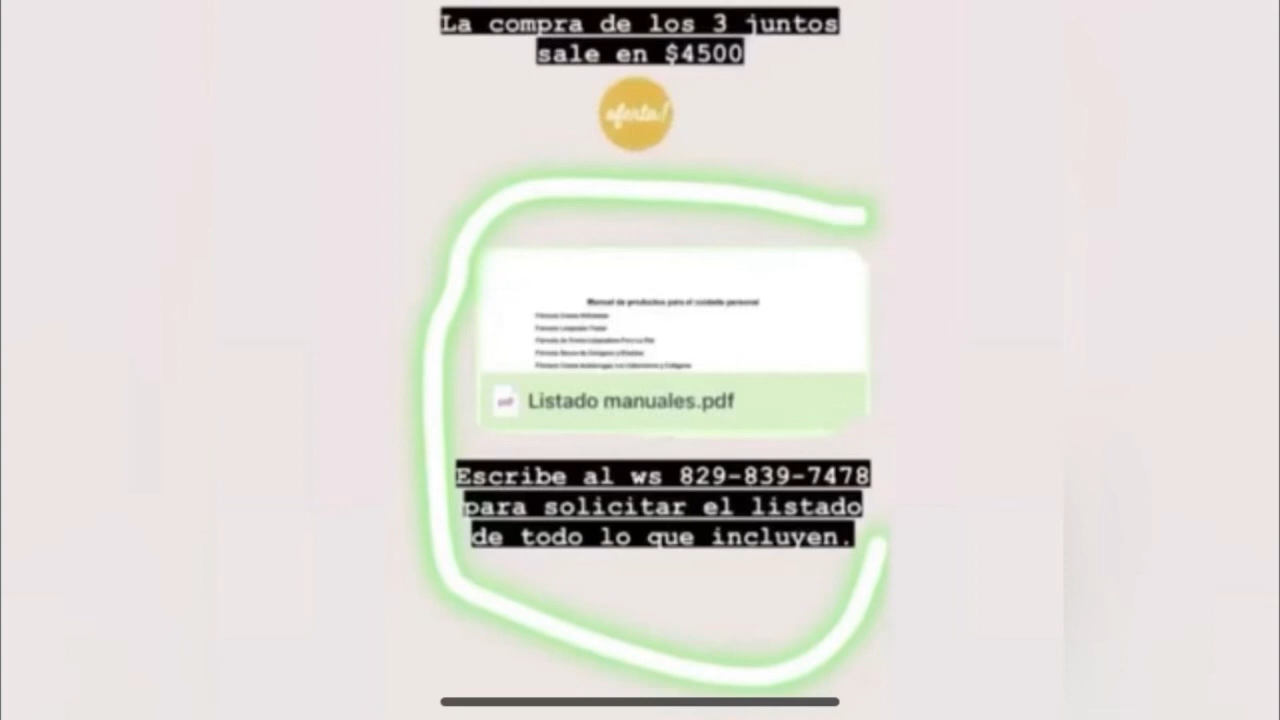 La compra de los 3 juntos
sale en $4500
oferta!
Manual de productos para el cuidado personal
Listado manuales.pdf
Escribe al ws 829-839-7478
para solicitar el listado
de todo lo que incluyen.